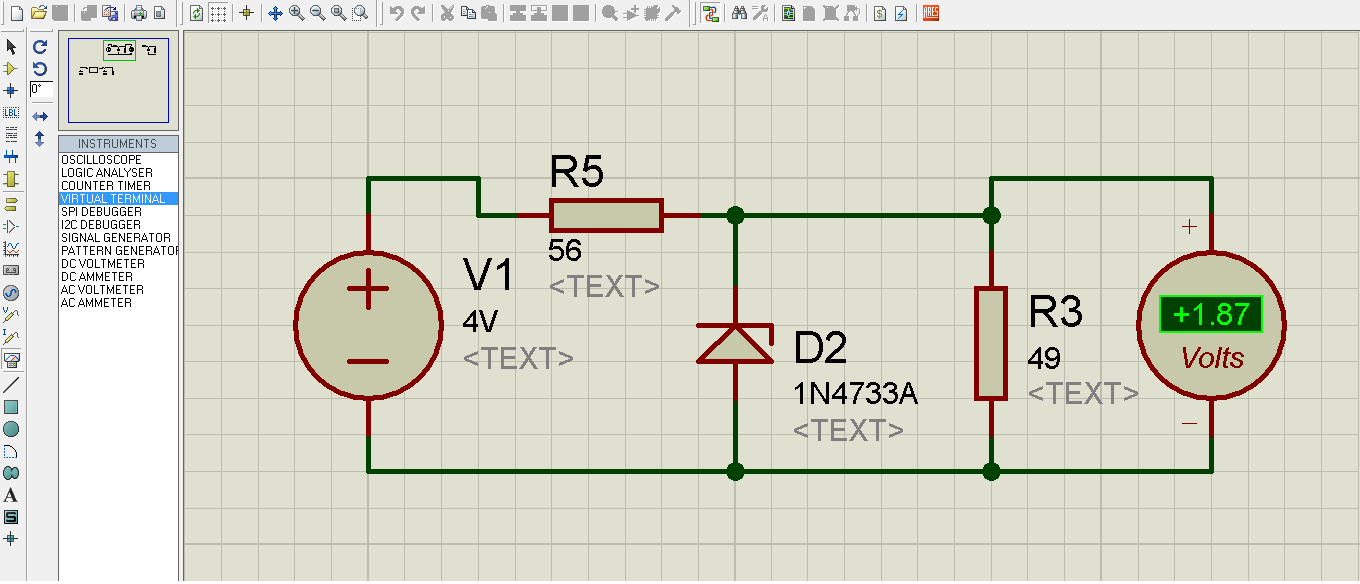 ARES
LBL
0°
INSTRUMENTS
OSCILLOSCOPE
LOGIC ANALYSER
COUNTER TIMER
VIRTUAL TERMINAL
SPI DEBUGGER
I2C DEBUGGER
SIGNAL GENERATOR
PATTERN GENERATOR
DC VOLTMETER
DC AMMETER
AC VOLTMETER
AC AMMETER
A
S
R5
56
<TEXT>
V1
4V
<TEXT>
D2
1N4733A
<TEXT>
R3
49
<TEXT>
+
+1.87
Volts
−